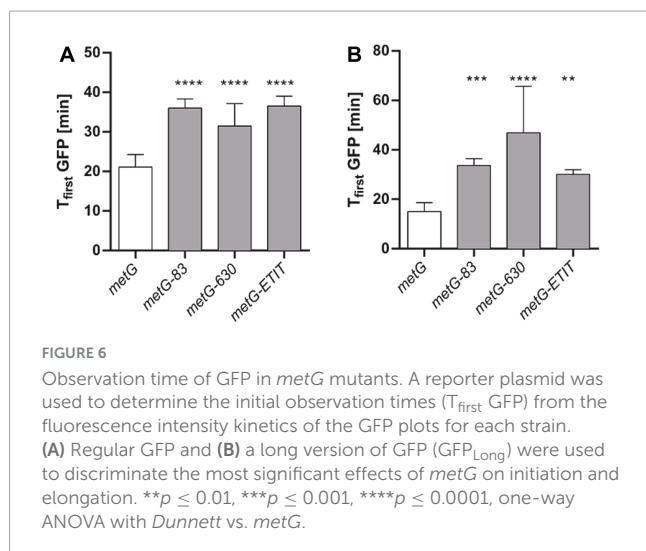 A
B
50
40
30
20
10
0
T_first GFP [min]
**** **** ****
metG
metG-83
metG-630
metG-ETIT
80
60
40
20
0
T_first GFP [min]
*** **** **
metG
metG-83
metG-630
metG-ETIT
FIGURE 6
Observation time of GFP in metG mutants. A reporter plasmid was
used to determine the initial observation times (T_first GFP) from the
fluorescence intensity kinetics of the GFP plots for each strain.
(A) Regular GFP and (B) a long version of GFP (GFP_Long) were used
to discriminate the most significant effects of metG on initiation and
elongation. **p ≤ 0.01, ***p ≤ 0.001, ****p ≤ 0.0001, one-way
ANOVA with Dunnett vs. metG.